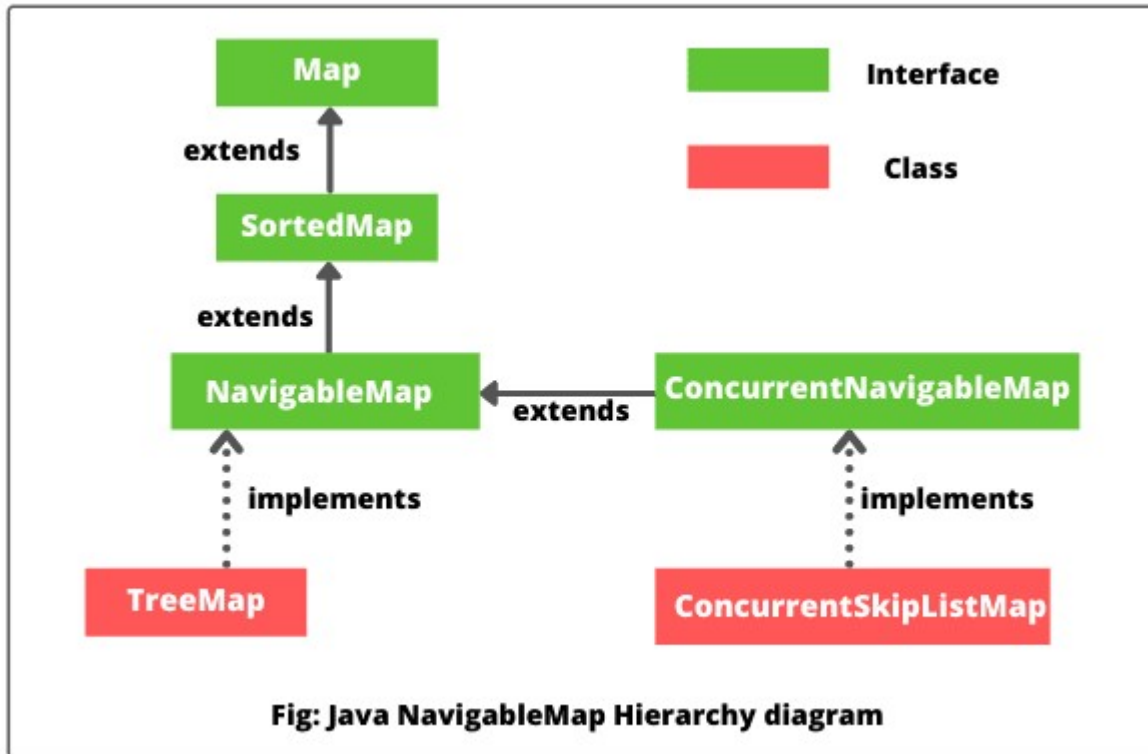 Map
Interface
extends
Class
SortedMap
extends
NavigableMap
extends
ConcurrentNavigableMap
implements
implements
TreeMap
ConcurrentSkipListMap
Fig: Java NavigableMap Hierarchy diagram